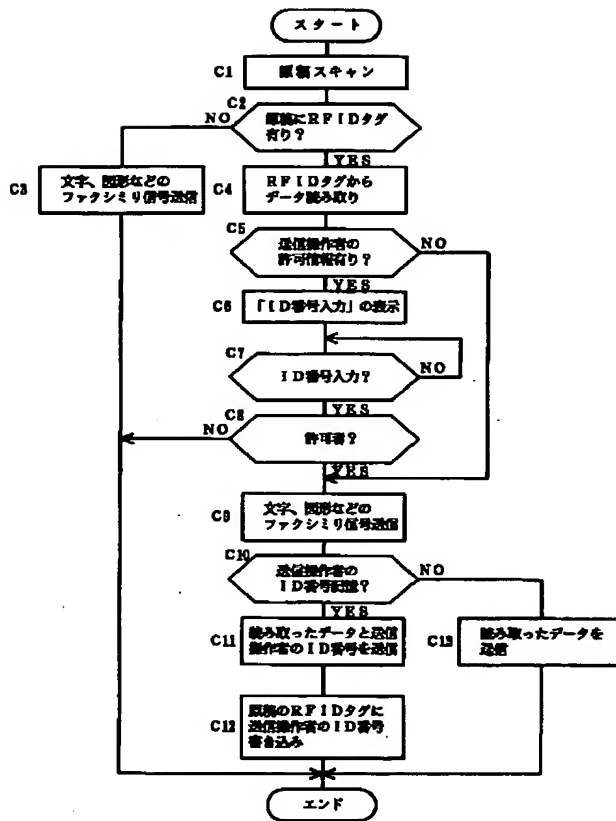 スタート
C1
原稿スキャン
C2
NO
原稿にRFIDタグ
有り?
YES
C3
文字、図形などの
ファクシミリ信号送信
C4
RFIDタグから
データ読み取り
C5
送信操作者の
許可情報有り?
NO
YES
C6
「ID番号入力」の表示
C7
ID番号入力?
NO
YES
C8
NO
許可者?
YES
C9
文字、図形などの
ファクシミリ信号送信
C10
送信操作者の
ID番号記憶?
NO
YES
C11
読み取ったデータと送信
操作者のID番号を送信
C13
読み取ったデータを
送信
C12
原稿のRFIDタグに
送信操作者のID番号
書き込み
エンド